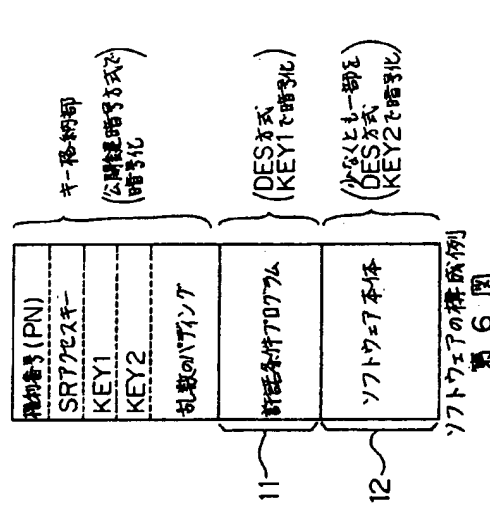 識別番号(PN)
SRアクセスキー
KEY1
KEY2
乱数のパディング
キー格納部
(公開鍵暗号方式で
暗号化
11
許諾条件プログラム
(DES方式
KEY1で暗号化)
12
ソフトウェア本体
(少なくとも一部を
DES方式
KEY2で暗号化)
ソフトウェアの構成例
第6図